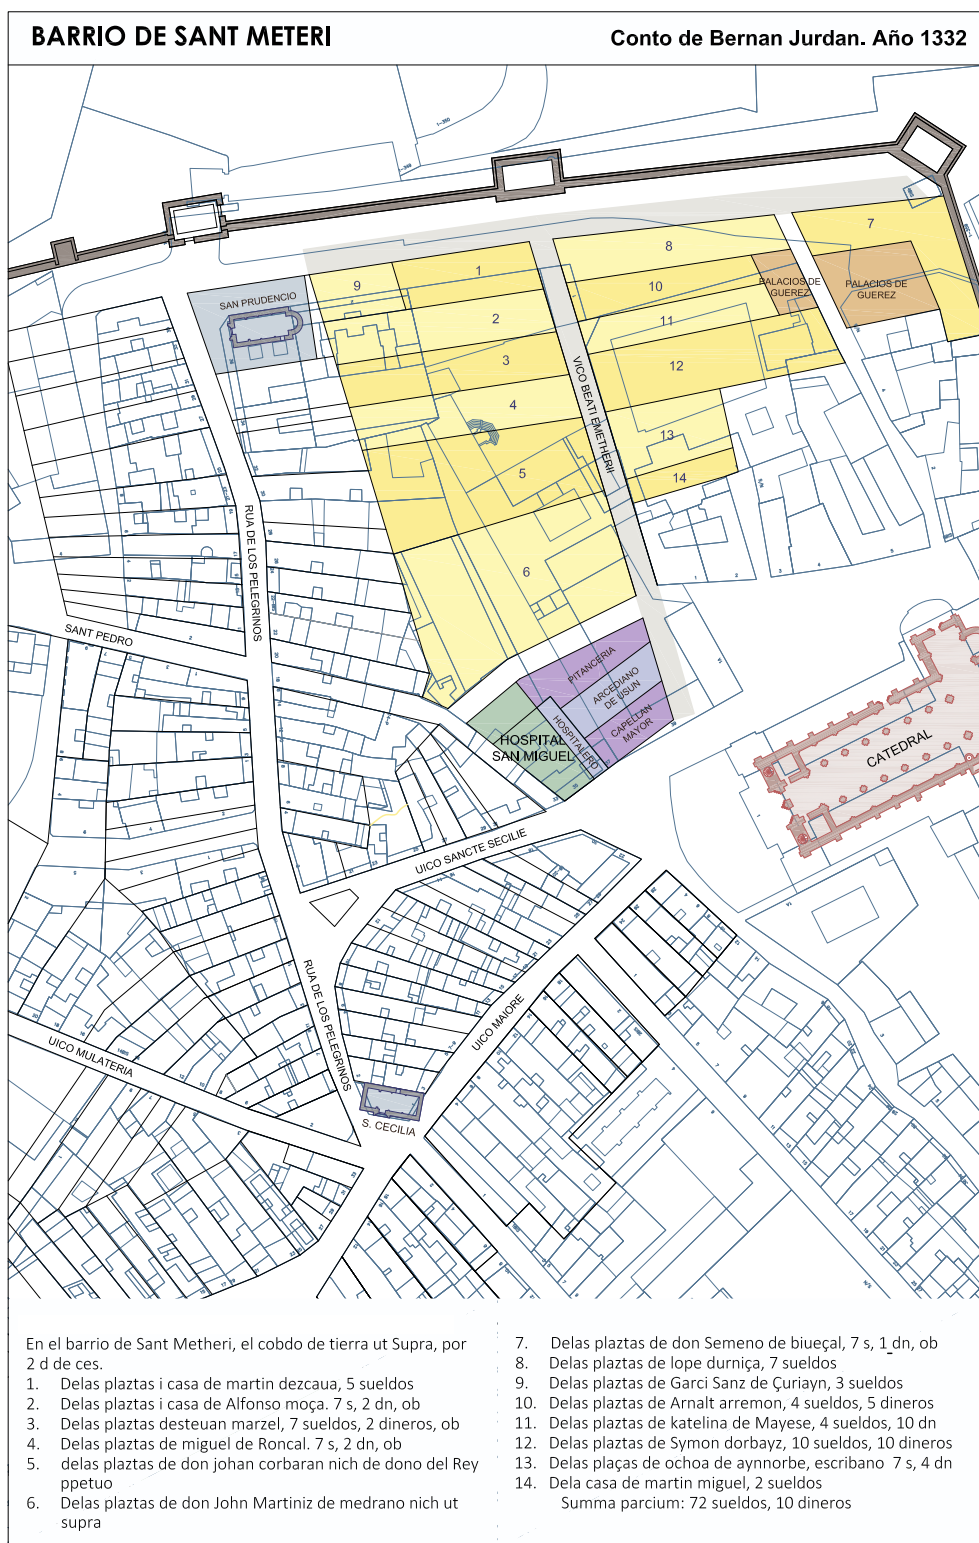 BARRIO DE SANT METERI
Conto de Bernan Jurdan. Año 1332
7
8
9
1
10
2
11
3
12
4
13
5
14
6
PALACIOS DE
GUEREZ
PALACIOS DE
GUEREZ
SAN PRUDENCIO
VICO BEATI EMETHERII
RUA DE LOS PELEGRINOS
SANT PEDRO
PITANCERIA
ARCEDIANO
DE USUN
CAPELLAN
MAYOR
HOSPITALERO
HOSPITAL
SAN MIGUEL
CATEDRAL
UICO SANCTE SECILIE
RUA DE LOS PELEGRINOS
UICO MAIORE
UICO MULATERIA
S. CECILIA
En el barrio de Sant Metheri, el cobdo de tierra ut Supra, por
2 d de ces.
1. Delas plaztas i casa de martin dezcaua, 5 sueldos
2. Delas plaztas i casa de Alfonso moça. 7 s, 2 dn, ob
3. Delas plaztas desteuan marzel, 7 sueldos, 2 dineros, ob
4. Delas plaztas de miguel de Roncal. 7 s, 2 dn, ob
5. delas plaztas de don johan corbaran nich de dono del Rey
ppetuo
6. Delas plaztas de don John Martiniz de medrano nich ut
supra
7. Delas plaztas de don Semeno de biueçal, 7 s, 1 dn, ob
8. Delas plaztas de lope durniça, 7 sueldos
9. Delas plaztas de Garci Sanz de Çuriayn, 3 sueldos
10. Delas plaztas de Arnalt arremon, 4 sueldos, 5 dineros
11. Delas plaztas de katelina de Mayese, 4 sueldos, 10 dn
12. Delas plaztas de Symon dorbayz, 10 sueldos, 10 dineros
13. Delas plaças de ochoa de aynnorbe, escribano 7 s, 4 dn
14. Dela casa de martin miguel, 2 sueldos
Summa parcium: 72 sueldos, 10 dineros